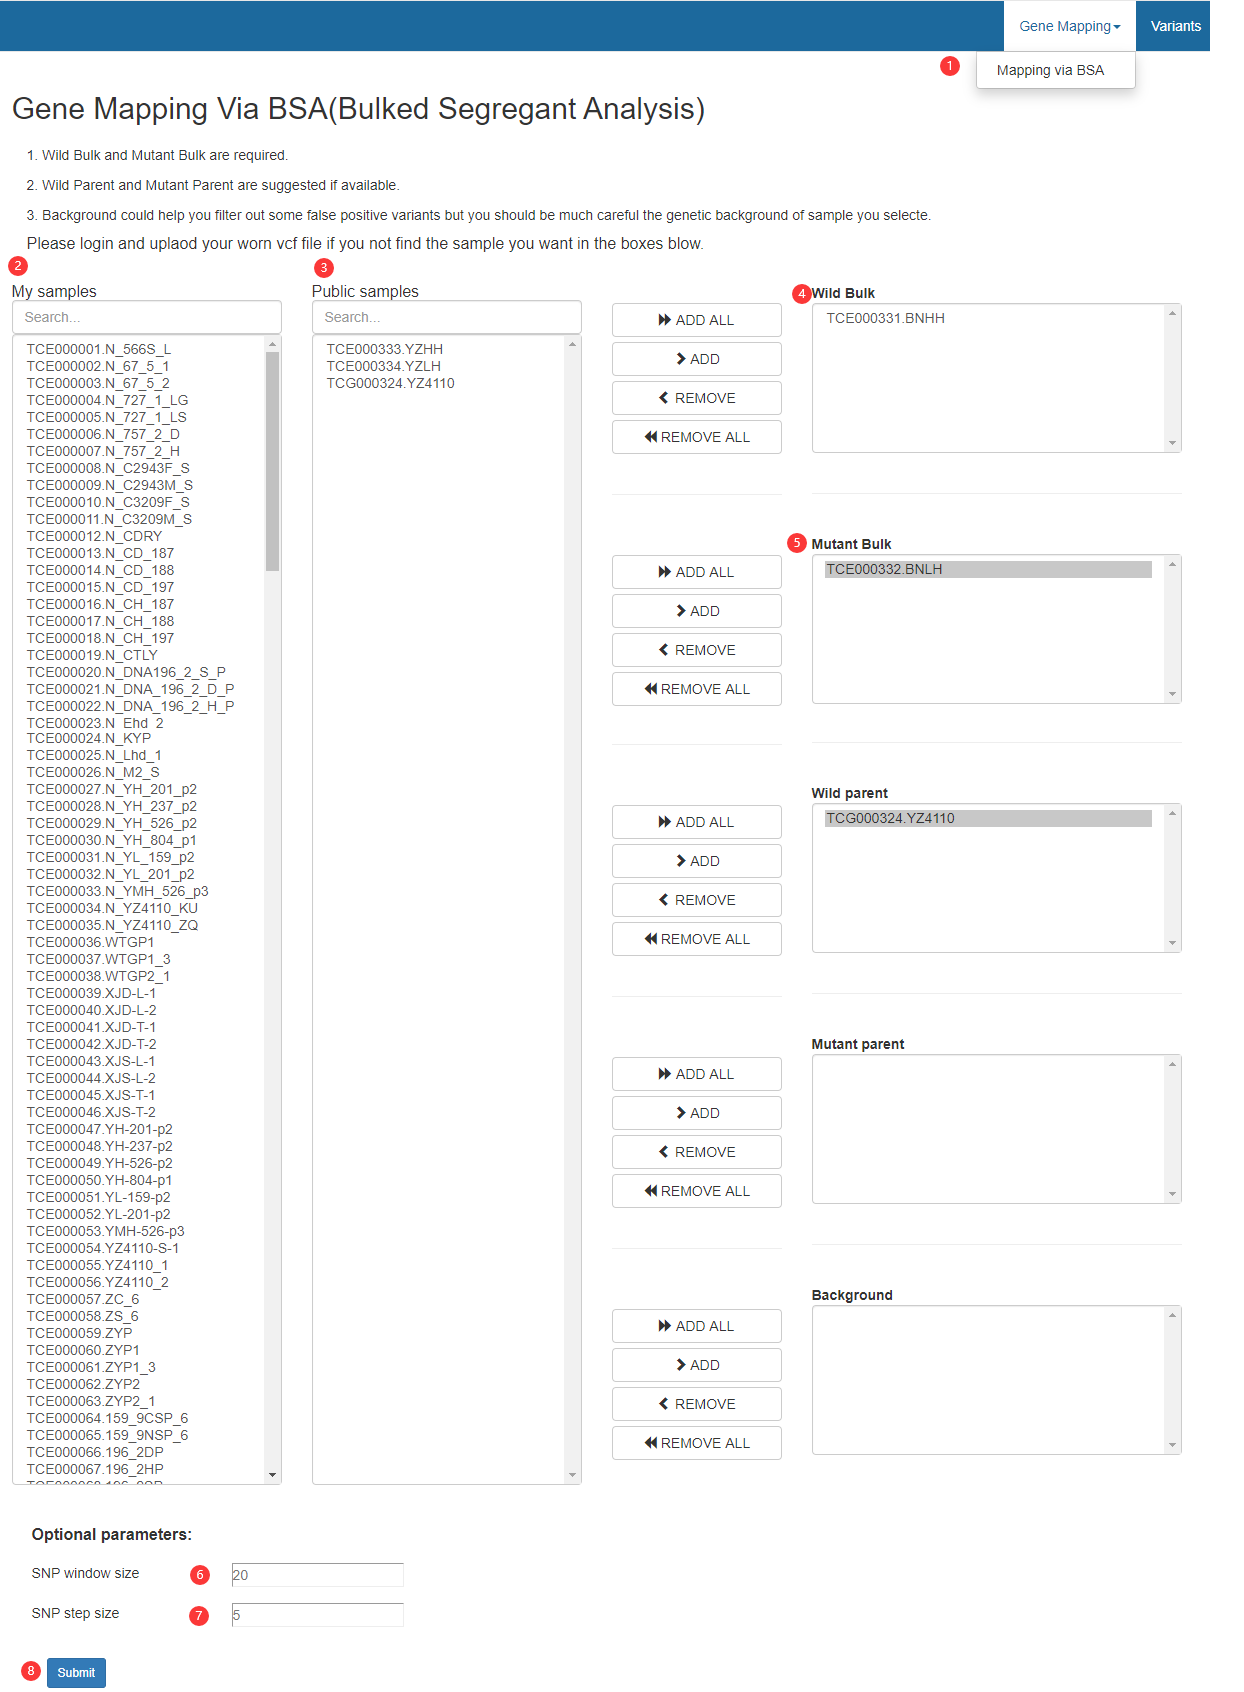 Gene Mapping
Variants
1
Mapping via BSA
Gene Mapping Via BSA(Bulked Segregant Analysis)
1. Wild Bulk and Mutant Bulk are required.
2. Wild Parent and Mutant Parent are suggested if available.
3. Background could help you filter out some false positive variants but you should be much careful the genetic background of sample you selecte.
Please login and uplaod your worn vcf file if you not find the sample you want in the boxes blow.
2
My samples
Search...
TCE000001.N_566S_L
TCE000002.N_67_5_1
TCE000003.N_67_5_2
TCE000004.N_727_1_LG
TCE000005.N_727_1_LS
TCE000006.N_757_2_D
TCE000007.N_757_2_H
TCE000008.N_C2943F_S
TCE000009.N_C2943M_S
TCE000010.N_C3209F_S
TCE000011.N_C3209M_S
TCE000012.N_CDRY
TCE000013.N_CD_187
TCE000014.N_CD_188
TCE000015.N_CD_197
TCE000016.N_CH_187
TCE000017.N_CH_188
TCE000018.N_CH_197
TCE000019.N_CTLY
TCE000020.N_DNA196_2_S_P
TCE000021.N_DNA_196_2_D_P
TCE000022.N_DNA_196_2_H_P
TCE000023.N_Ehd_2
TCE000024.N_KYP
TCE000025.N_Lhd_1
TCE000026.N_M2_S
TCE000027.N_YH_201_p2
TCE000028.N_YH_237_p2
TCE000029.N_YH_526_p2
TCE000030.N_YH_804_p1
TCE000031.N_YL_159_p2
TCE000032.N_YL_201_p2
TCE000033.N_YMH_526_p3
TCE000034.N_YZ4110_KU
TCE000035.N_YZ4110_ZQ
TCE000036.WTGP1
TCE000037.WTGP1_3
TCE000038.WTGP2_1
TCE000039.XJD-L-1
TCE000040.XJD-L-2
TCE000041.XJD-T-1
TCE000042.XJD-T-2
TCE000043.XJS-L-1
TCE000044.XJS-L-2
TCE000045.XJS-T-1
TCE000046.XJS-T-2
TCE000047.YH-201-p2
TCE000048.YH-237-p2
TCE000049.YH-526-p2
TCE000050.YH-804-p1
TCE000051.YL-159-p2
TCE000052.YL-201-p2
TCE000053.YMH-526-p3
TCE000054.YZ4110-S-1
TCE000055.YZ4110_1
TCE000056.YZ4110_2
TCE000057.ZC_6
TCE000058.ZS_6
TCE000059.ZYP
TCE000060.ZYP1
TCE000061.ZYP1_3
TCE000062.ZYP2
TCE000063.ZYP2_1
TCE000064.159_9CSP_6
TCE000065.159_9NSP_6
TCE000066.196_2DP
TCE000067.196_2HP
3
Public samples
Search...
TCE000333.YZHH
TCE000334.YZLH
TCG000324.YZ4110
ADD ALL
ADD
REMOVE
REMOVE ALL
4
Wild Bulk
TCE000331.BNHH
ADD ALL
ADD
REMOVE
REMOVE ALL
5
Mutant Bulk
TCE000332.BNLH
ADD ALL
ADD
REMOVE
REMOVE ALL
Wild parent
TCG000324.YZ4110
ADD ALL
ADD
REMOVE
REMOVE ALL
Mutant parent
ADD ALL
ADD
REMOVE
REMOVE ALL
Background
Optional parameters:
SNP window size
6
20
SNP step size
7
5
8
Submit